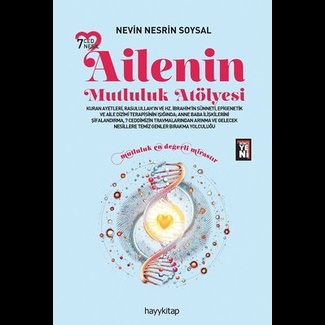 NEVİN NESRİN SOYSAL
7 CED
NESİL
Ailenin
Mutluluk Atölyesi
KURAN AYETLERİ, RASULULLAH'IN VE HZ. İBRAHİM'İN SÜNNETİ, EPİGENETİK
VE AİLE DİZİMİ TERAPİSİNİN IŞIĞINDA; ANNE BABA İLİŞKİLERİNİ
ŞİFALANDIRMA, 7 CEDDİMİZİN TRAVMALARINDAN ARINMA VE GELECEK
NESİLLERE TEMİZ GENLER BIRAKMA YOLCULUĞU
mutluluk en değerli mirastır
YENİ
hayykitap